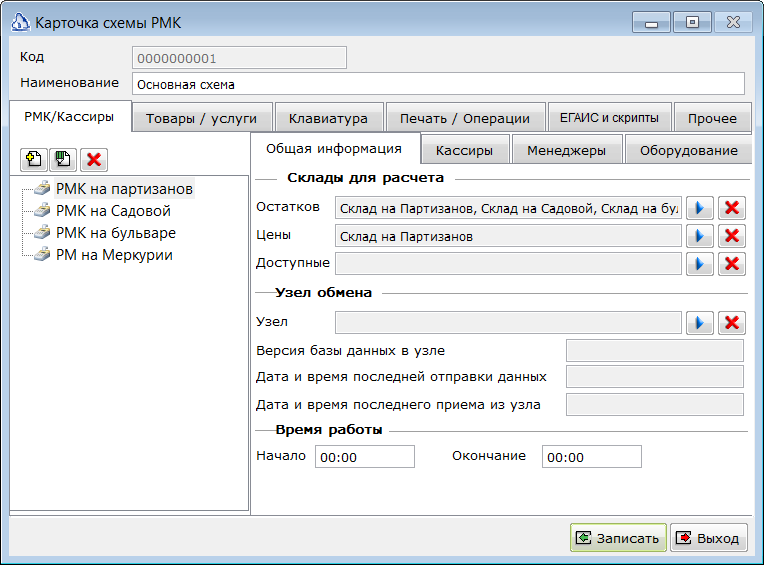 Карточка схемы РМК
Код 0000000001
Наименование Основная схема
РМК/Кассиры Товары / услуги Клавиатура Печать / Операции ЕГАИС и скрипты Прочее
Общая информация Кассиры Менеджеры Оборудование
РМК на партизанов
РМК на Садовой
РМК на бульваре
РМ на Меркурии
Склады для расчета
Остатков Склад на Партизанов, Склад на Садовой, Склад на бул
Цены Склад на Партизанов
Доступные
Узел обмена
Узел
Версия базы данных в узле
Дата и время последней отправки данных
Дата и время последнего приема из узла
Время работы
Начало 00:00 Окончание 00:00
Записать Выход